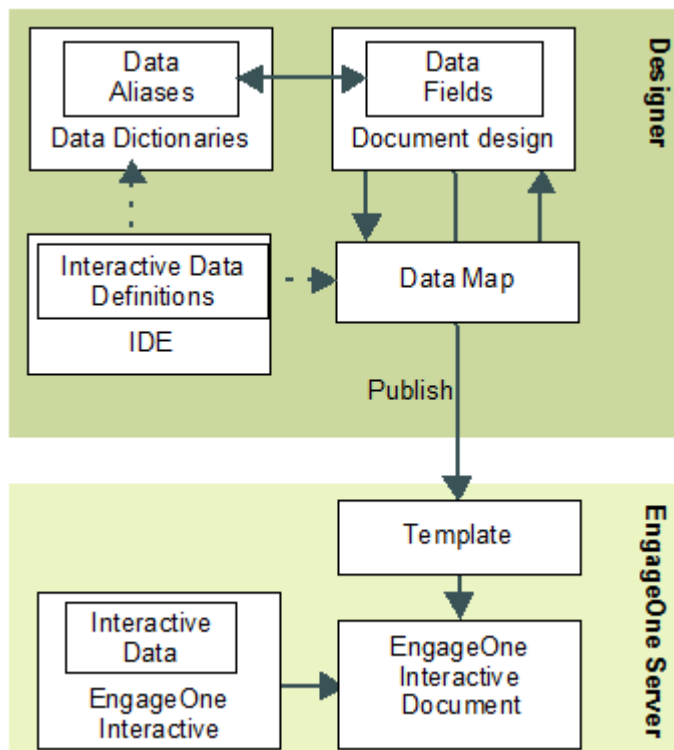 Data
Aliases
Data Dictionaries
Data
Fields
Document design
Designer
Interactive Data
Definitions
IDE
Data Map
Publish
Template
EngageOne Server
Interactive
Data
EngageOne
Interactive
EngageOne
Interactive
Document